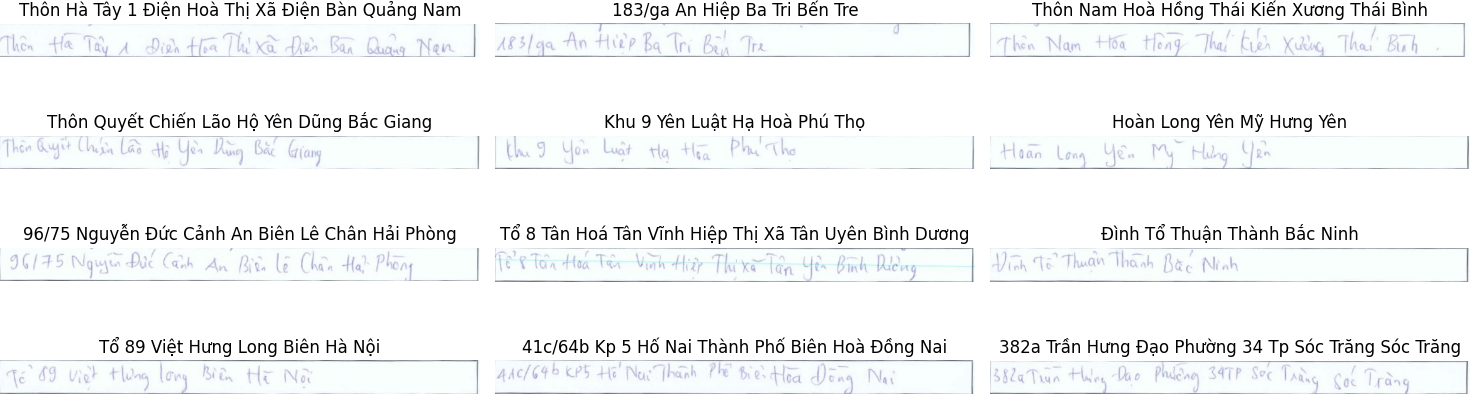 Thôn Hà Tây 1 Điện Hoà Thị Xã Điện Bàn Quảng Nam
183/ga An Hiệp Ba Tri Bến Tre
Thôn Nam Hoà Hồng Thái Kiến Xương Thái Bình
Thôn Hà Tây 1 Điện Hoà Thị Xã Điện Bàn Quảng Nam
183/ga An Hiệp Ba Tri Bến Tre
Thôn Nam Hoà Hồng Thái Kiến Xương Thái Bình .
Thôn Quyết Chiến Lão Hộ Yên Dũng Bắc Giang
Khu 9 Yên Luật Hạ Hoà Phú Thọ
Hoàn Long Yên Mỹ Hưng Yên
Thôn Quyết Chiến Lão Hộ Yên Dũng Bắc Giang
Khu 9 Yên Luật Hạ Hoà Phú Thọ
Hoàn Long Yên Mỹ Hưng Yên
96/75 Nguyễn Đức Cảnh An Biên Lê Chân Hải Phòng
Tổ 8 Tân Hoá Tân Vĩnh Hiệp Thị Xã Tân Uyên Bình Dương
Đình Tổ Thuận Thành Bắc Ninh
96/75 Nguyễn Đức Cảnh An Biên Lê Chân Hải Phòng
Tổ 8 Tân Hoá Tân Vĩnh Hiệp Thị Xã Tân Yên Bình Dương
Đình Tổ Thuận Thành Bắc Ninh
Tổ 89 Việt Hưng Long Biên Hà Nội
41c/64b Kp 5 Hố Nai Thành Phố Biên Hoà Đồng Nai
382a Trần Hưng Đạo Phường 34 Tp Sóc Trăng Sóc Trăng
Tổ 89 Việt Hưng Long Biên Hà Nội
41c/64b KP5 Hố Nai Thành Phố Biên Hòa Đồng Nai
382a Trần Hưng Đạo Phường 34 TP Sóc Trăng Sóc Trăng